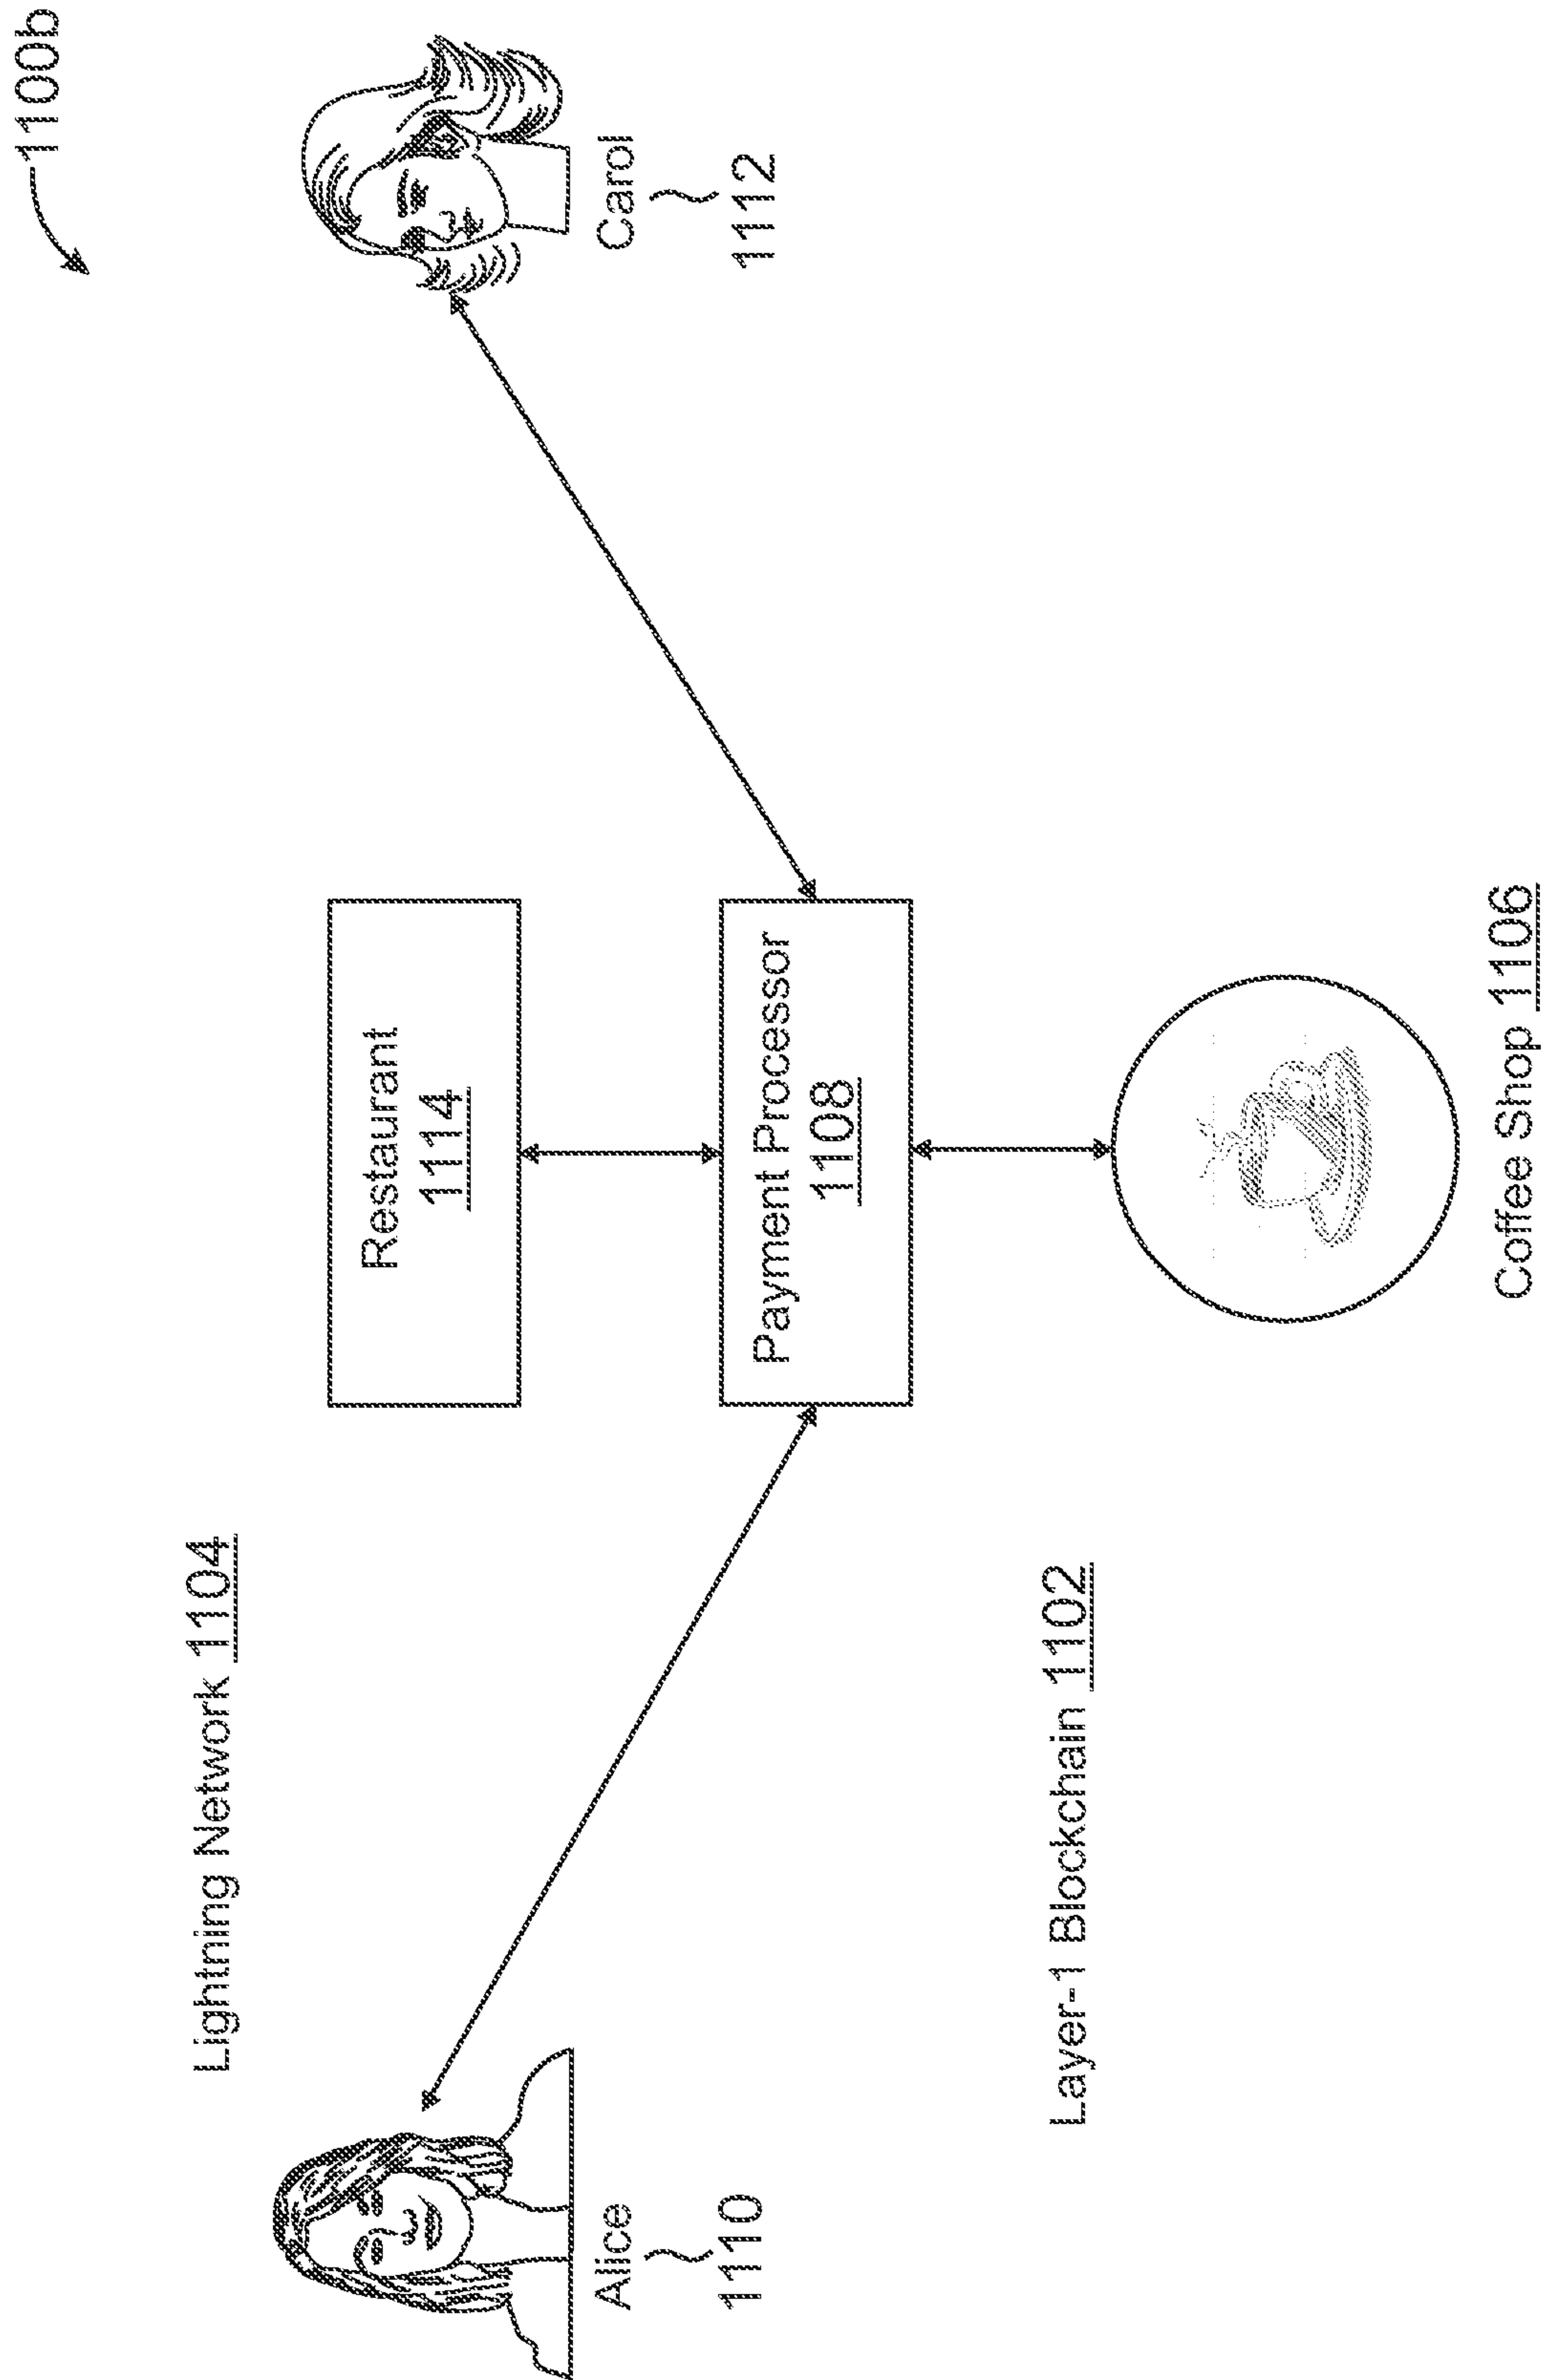 1100b
Lightning Network 1104
Restaurant
1114
Alice
1110
Carol
1112
Payment Processor
1108
Layer-1 Blockchain 1102
Coffee Shop 1106